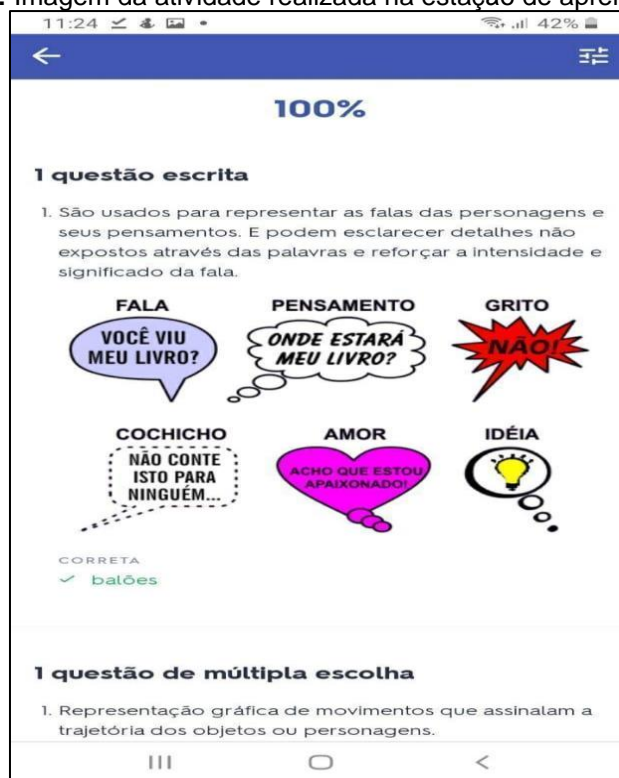 Imagem da atividade realizada na estação de
11:24 42%
100%
1 questão escrita
1. São usados para representar as falas das personagens e
seus pensamentos. E podem esclarecer detalhes não
expostos através das palavras e reforçar a intensidade e
significado da fala.
FALA PENSAMENTO GRITO
VOCÊ VIU
MEU LIVRO?
ONDE ESTARÁ
MEU LIVRO?
NÃO!
COCHICHO AMOR IDÉIA
NÃO CONTE
ISTO PARA
NINGUÉM...
ACHO QUE ESTOU
APAIXONADO!
CORRETA
balões
1 questão de múltipla escolha
1. Representação gráfica de movimentos que assinalam a
trajetória dos objetos ou personagens.